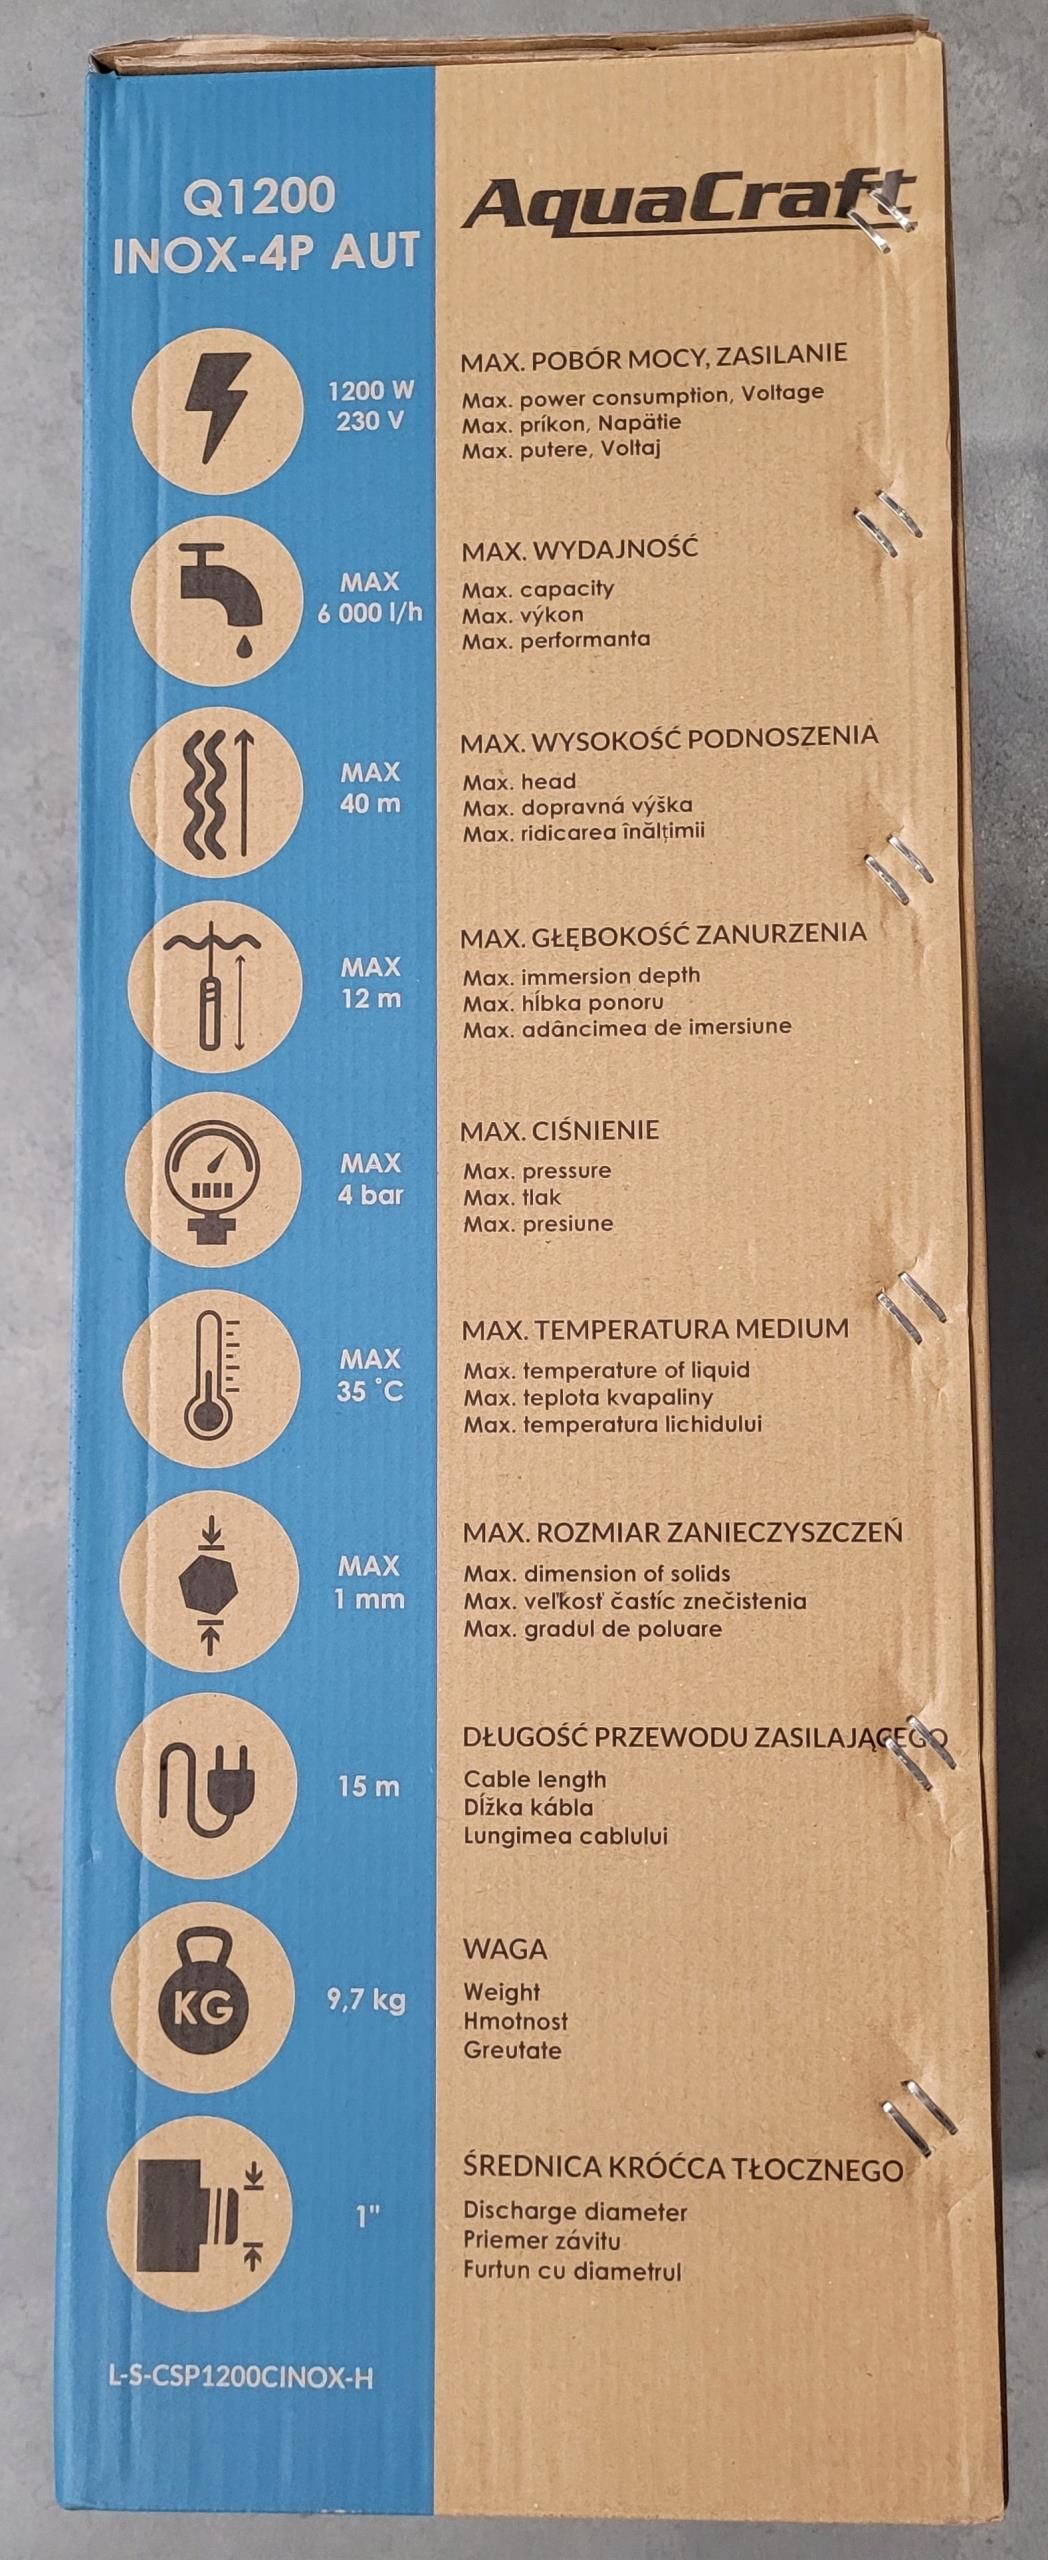 Q1200
INOX-4P AUT
AquaCraft
1200 W
230 V
MAX. POBÓR MOCY, ZASILANIE
Max. power consumption, Voltage
Max. príkon, Napätie
Max. putere, Voltaj
MAX
6 000 l/h
MAX. WYDAJNOŚĆ
Max. capacity
Max. výkon
Max. performanta
MAX
40 m
MAX. WYSOKOŚĆ PODNOSZENIA
Max. head
Max. dopravná výška
Max. ridicarea înălțimii
MAX
12 m
MAX. GŁĘBOKOŚĆ ZANURZENIA
Max. immersion depth
Max. hĺbka ponoru
Max. adâncimea de imersiune
MAX
4 bar
MAX. CIŚNIENIE
Max. pressure
Max. tlak
Max. presiune
MAX
35 °C
MAX. TEMPERATURA MEDIUM
Max. temperature of liquid
Max. teplota kvapaliny
Max. temperatura lichidului
MAX
1 mm
MAX. ROZMIAR ZANIECZYSZCZEŃ
Max. dimension of solids
Max. veľkosť častíc znečistenia
Max. gradul de poluare
15 m
DŁUGOŚĆ PRZEWODU ZASILAJĄCEGO
Cable length
Dĺžka kábla
Lungimea cablului
KG
9,7 kg
WAGA
Weight
Hmotnost
Greutate
1"
ŚREDNICA KRÓĆCA TŁOCZNEGO
Discharge diameter
Priemer závitu
Furtun cu diametrul
L-S-CSP1200CINOX-H